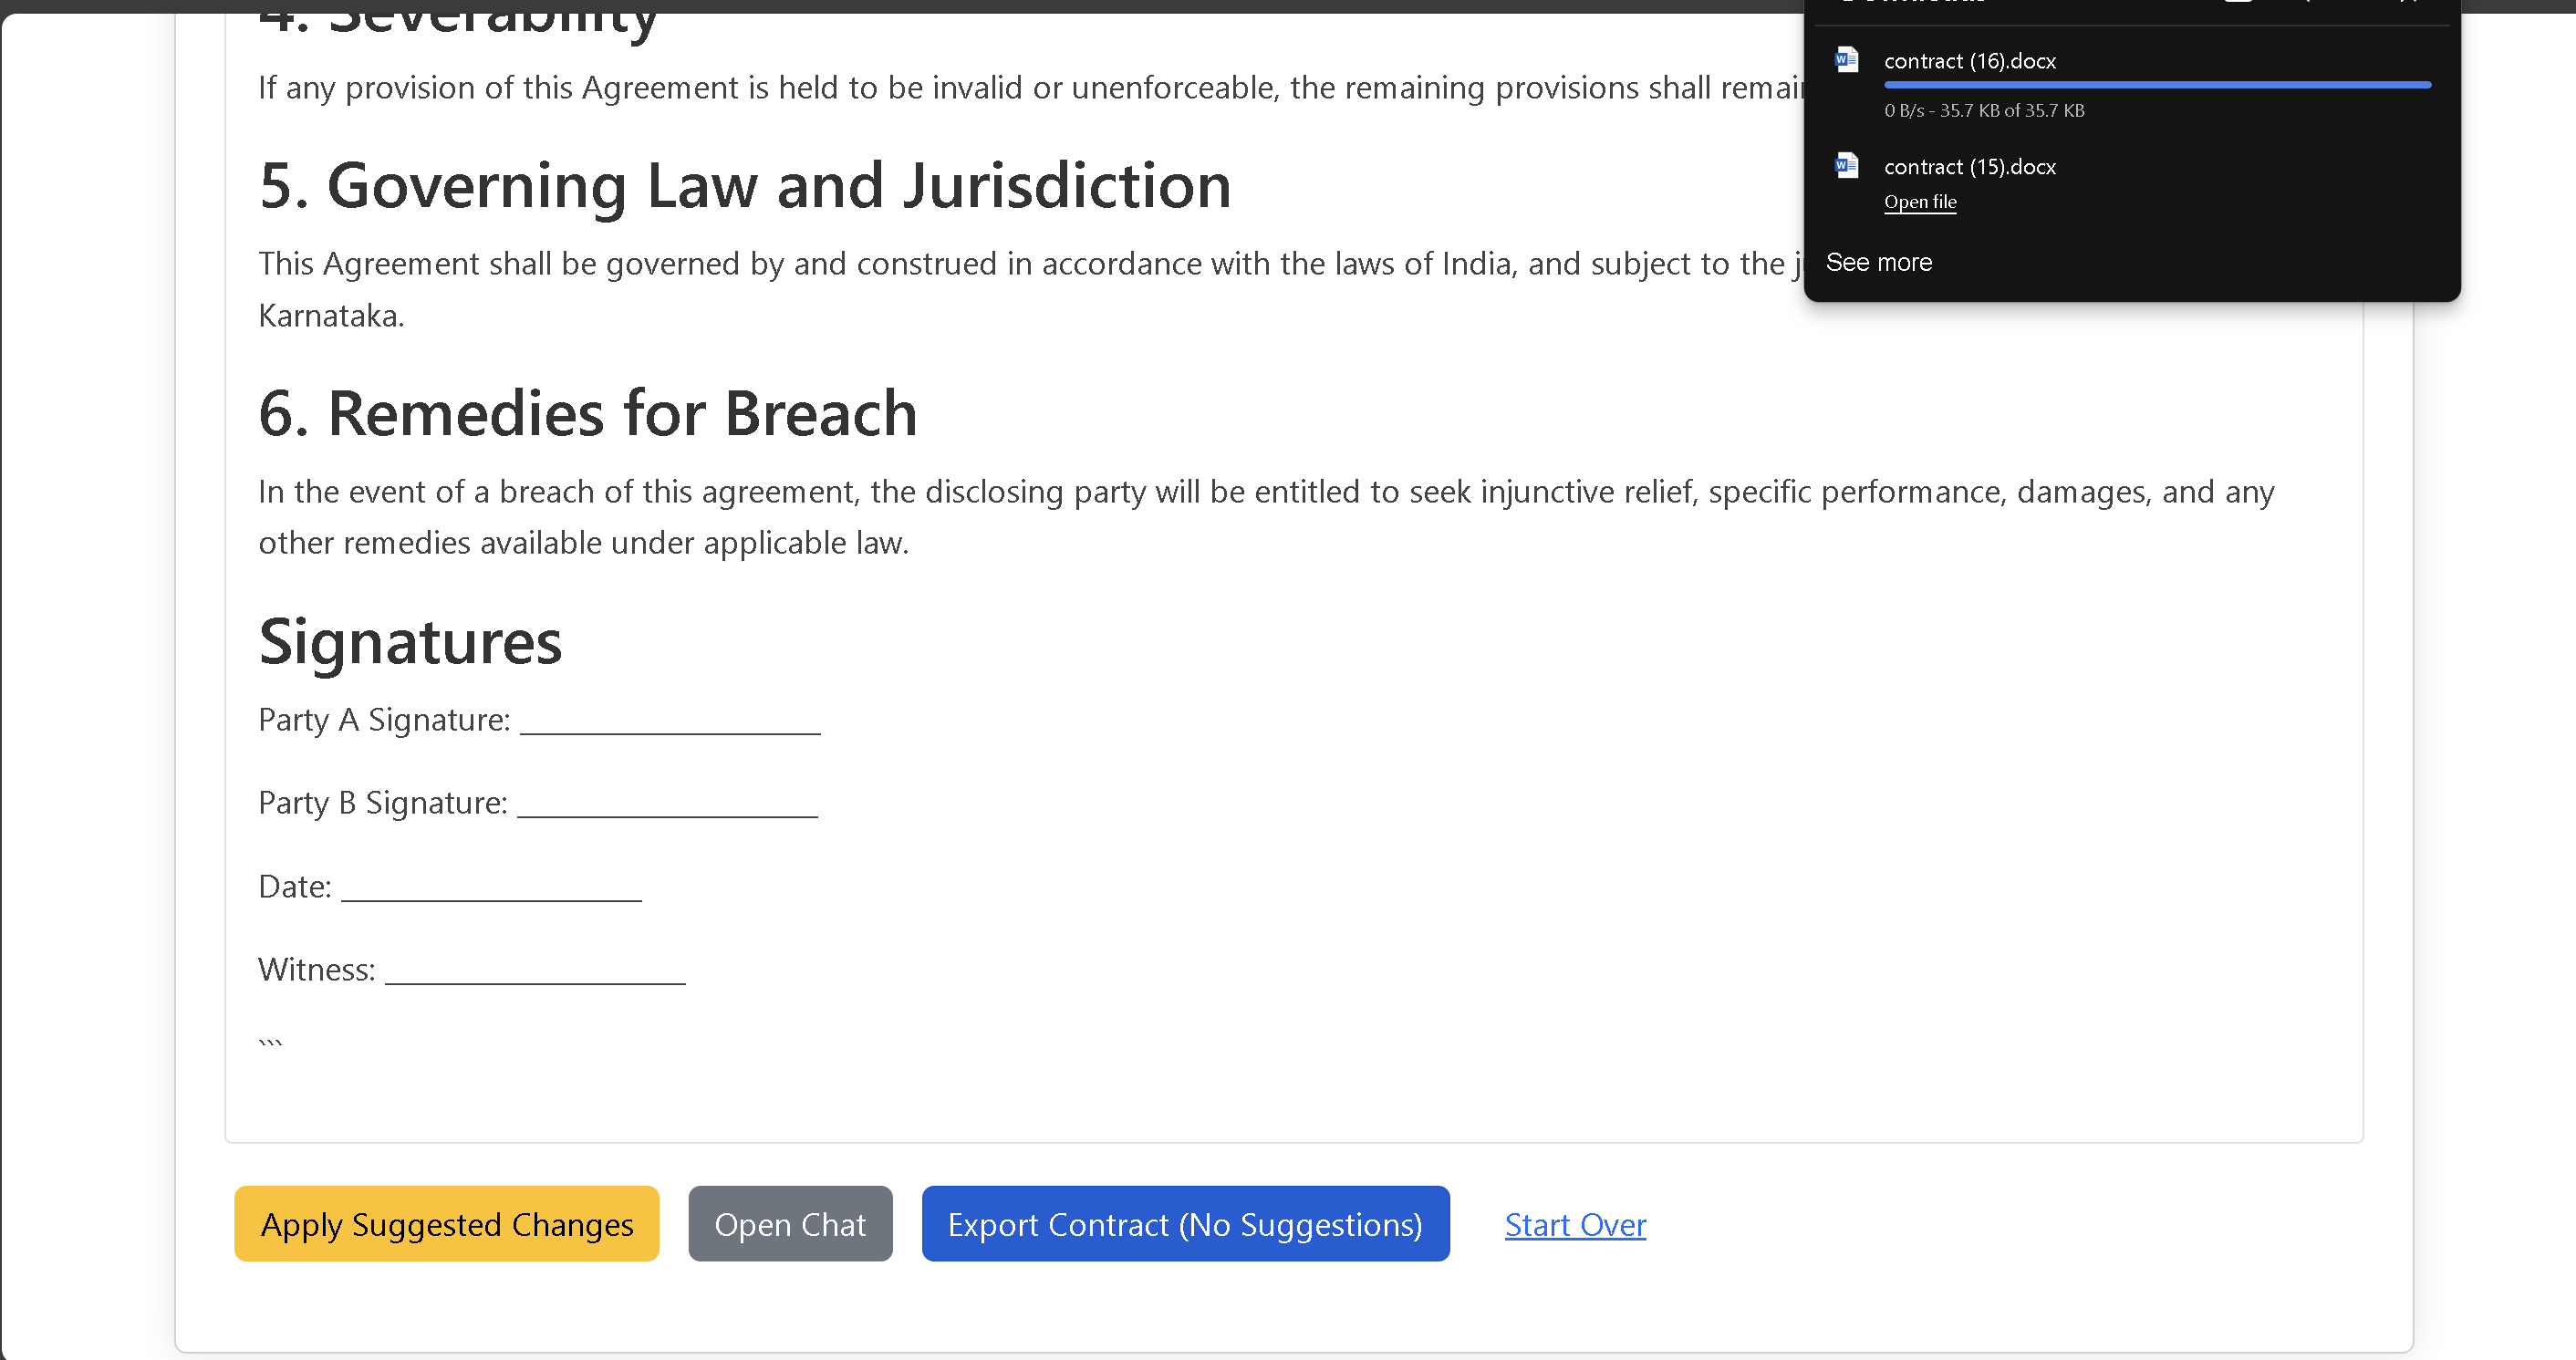 4. Severability
If any provision of this Agreement is held to be invalid or unenforceable, the remaining provisions shall
5. Governing Law and Jurisdiction
This Agreement shall be governed by and construed in accordance with the laws of India, and subject to the
Karnataka.
6. Remedies for Breach
In the event of a breach of this agreement, the disclosing party will be entitled to seek injunctive relief, specific performance, damages, and any
other remedies available under applicable law.
Signatures
Party A Signature: ____________________
Party B Signature: ____________________
Date: ____________________
Witness: ____________________
```
Apply Suggested Changes
Open Chat
Export Contract (No Suggestions)
Start Over
contract (16).docx
0 B/s - 35.7 KB of 35.7 KB
contract (15).docx
Open file
See more